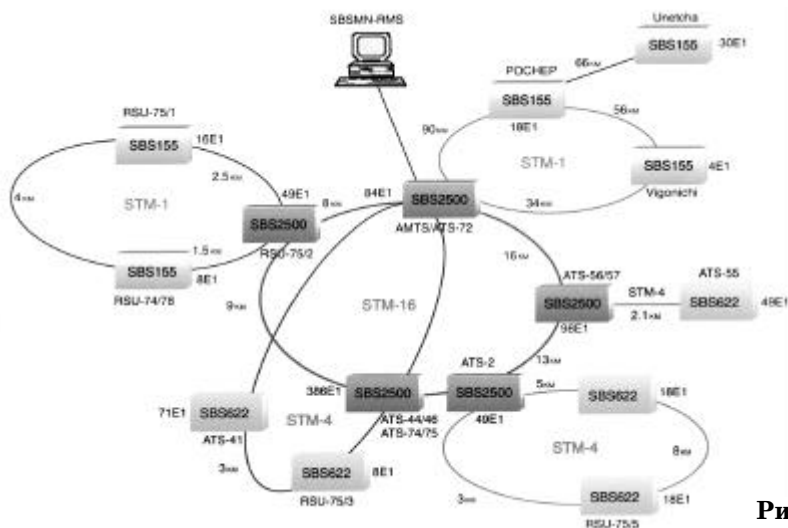 SBSMN-RMS
Unetcha
SBS155
30E1
66км
POCHEP
SBS155
18E1
56км
90км
STM-1
SBS155
4E1
Vigonichi
34км
RSU-75/1
SBS155
16E1
2.5км
4км
STM-1
49E1
SBS2500
RSU-75/2
8км
84E1
SBS2500
AMTS/ATS-72
1.5км
SBS155
8E1
RSU-74/76
16км
ATS-56/57
SBS2500
96E1
STM-4
2.1км
ATS-55
SBS622
49E1
9км
STM-16
13км
ATS-2
386E1
SBS2500
ATS-44/46
ATS-74/75
SBS2500
49E1
5км
SBS622
18E1
71E1
SBS622
ATS-41
STM-4
3км
SBS622
8E1
RSU-75/3
STM-4
8км
3км
SBS622
18E1
RSU-75/5
Ри